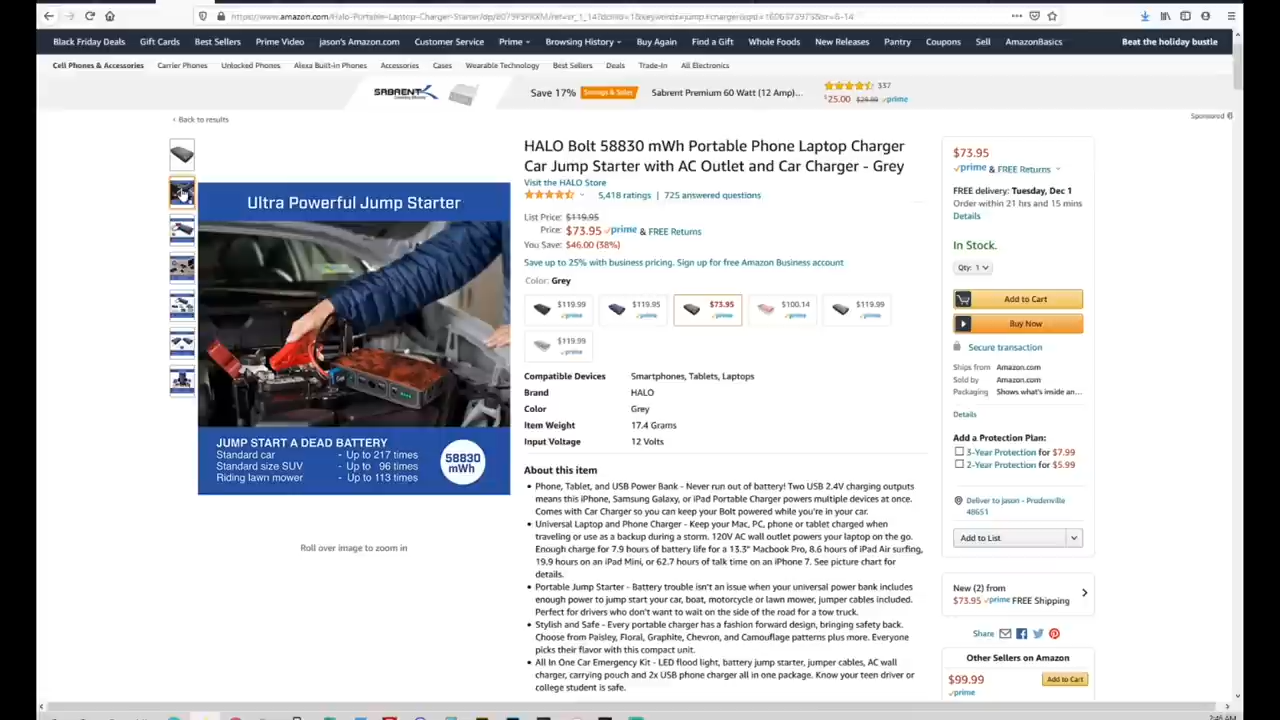 Black Friday Deals Gift Cards Best Sellers Prime Video jason's Amazon.com Customer Service Prime Browsing History Buy Again Find a Gift Whole Foods New Releases Pantry Coupons Sell AmazonBasics Beat the holiday bustle
Cell Phones & Accessories Carrier Phones Unlocked Phones Alexa Built-in Phones Accessories Cases Wearable Technology Best Sellers Deals Trade-In All Electronics
SABRENT Save 17% Sabrent Premium 60 Watt (12 Amp)... 337
$25.00 prime
‹ Back to results
Sponsored
HALO Bolt 58830 mWh Portable Phone Laptop Charger
Car Jump Starter with AC Outlet and Car Charger - Grey
Visit the HALO Store
5,418 ratings | 725 answered questions
List Price: $119.95
Price: $73.95 prime & FREE Returns
You Save: $46.00 (38%)
Save up to 25% with business pricing. Sign up for free Amazon Business account
Color: Grey
$119.99 $119.95 $73.95 $100.14 $119.99
prime prime prime prime prime
$119.99
prime
Compatible Devices Smartphones, Tablets, Laptops
Brand HALO
Color Grey
Item Weight 17.4 Grams
Input Voltage 12 Volts
About this item
• Phone, Tablet, and USB Power Bank - Never run out of battery! Two USB 2.4V charging outputs
means this iPhone, Samsung Galaxy, or iPad Portable Charger powers multiple devices at once.
Comes with Car Charger so you can keep your Bolt powered while you're in your car.
• Universal Laptop and Phone Charger - Keep your Mac, PC, phone or tablet charged when
traveling or use as a backup during a storm. 120V AC wall outlet powers your laptop on the go.
Enough charge for 7.9 hours of battery life for a 13.3" Macbook Pro, 8.6 hours of iPad Air surfing,
19.9 hours on an iPad Mini, or 62.7 hours of talk time on an iPhone 7. See picture chart for
details.
• Portable Jump Starter - Battery trouble isn't an issue when your universal power bank includes
enough power to jump start your car, boat, motorcycle or lawn mower, jumper cables included.
Perfect for drivers who don't want to wait on the side of the road for a tow truck.
• Stylish and Safe - Every portable charger has a fashion forward design, bringing safety back.
Choose from Paisley, Floral, Graphite, Chevron, and Camouflage patterns plus more. Everyone
picks their flavor with this compact unit.
• All In One Car Emergency Kit - LED flood light, battery jump starter, jumper cables, AC wall
charger, carrying pouch and 2x USB phone charger all in one package. Know your teen driver or
college student is safe.
Ultra Powerful Jump Starter
JUMP START A DEAD BATTERY
Standard car - Up to 217 times
Standard size SUV - Up to 96 times
Riding lawn mower - Up to 113 times
58830
mWh
Roll over image to zoom in
$73.95
prime & FREE Returns
FREE delivery: Tuesday, Dec 1
Order within 21 hrs and 15 mins
Details
In Stock.
Qty: 1
Add to Cart
Buy Now
Secure transaction
Ships from Amazon.com
Sold by Amazon.com
Packaging Shows what's inside an...
Details
Add a Protection Plan:
3-Year Protection for $7.99
2-Year Protection for $5.99
Deliver to jason - Prudenville
48651
Add to List
New (2) from
$73.95 prime FREE Shipping
Share
Other Sellers on Amazon
$99.99 Add to Cart
prime